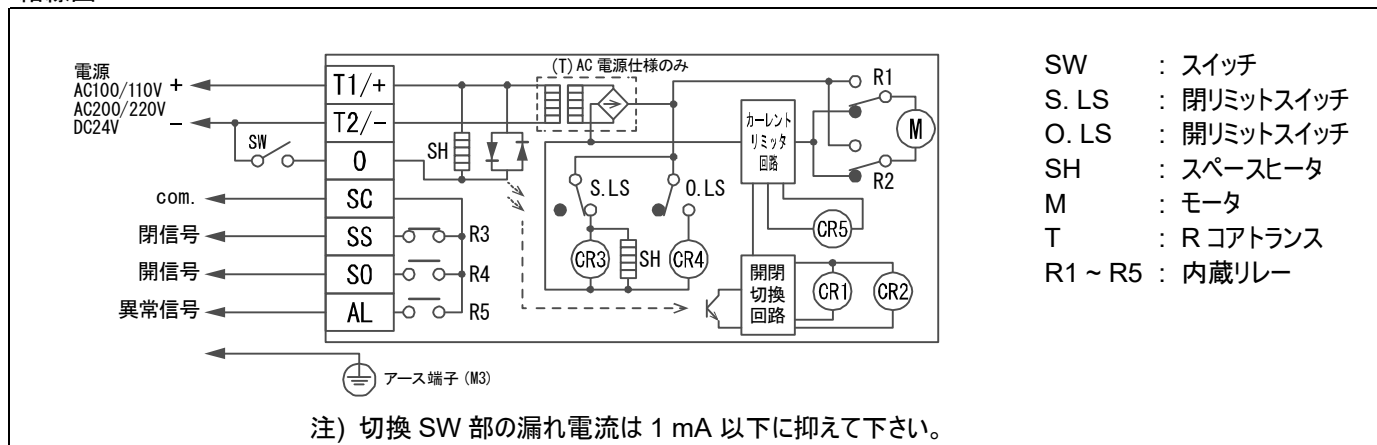 電源
AC100/110V +
AC200/220V
DC24V −
SW
com.
閉信号
開信号
異常信号
T1/+
T2/−
O
SC
SS
SO
AL
R3
R4
R5
アース端子 (M3)
(T) AC 電源仕様のみ
SH
S.LS
O.LS
CR3
SH
CR4
カーレント
リミッタ
回路
R1
M
R2
CR5
開閉
切換
回路
CR1
CR2
SW : スイッチ
S. LS : 閉リミットスイッチ
O. LS : 開リミットスイッチ
SH : スペースヒータ
M : モータ
T : R コアトランス
R1 ~ R5 : 内蔵リレー
注) 切換 SW 部の漏れ電流は 1 mA 以下に抑えて下さい。